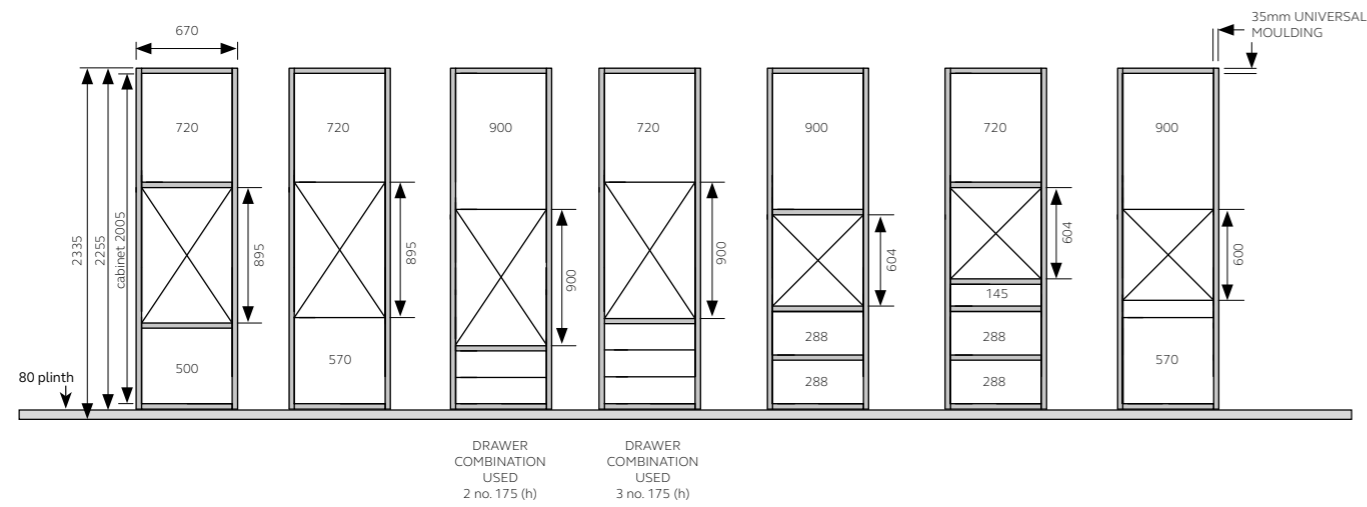 670
35mm UNIVERSAL
MOULDING
2335
2255
cabinet 2005
80 plinth
720
895
500
720
895
570
900
900
720
900
900
604
288
288
720
604
145
288
288
900
600
570
DRAWER
COMBINATION
USED
2 no. 175 (h)
DRAWER
COMBINATION
USED
3 no. 175 (h)